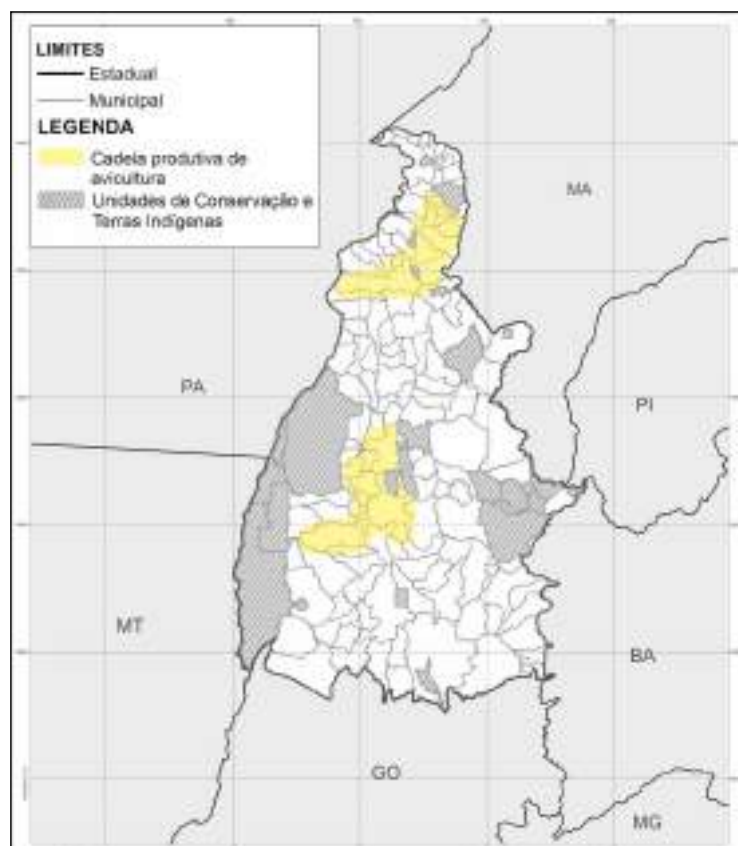 LIMITES
Estadual
Municipal
LEGENDA
Cadeia produtiva de
avicultura
Unidades de Conservação e
Terras Indígenas
MA
PA
PI
MT
BA
GO
MG